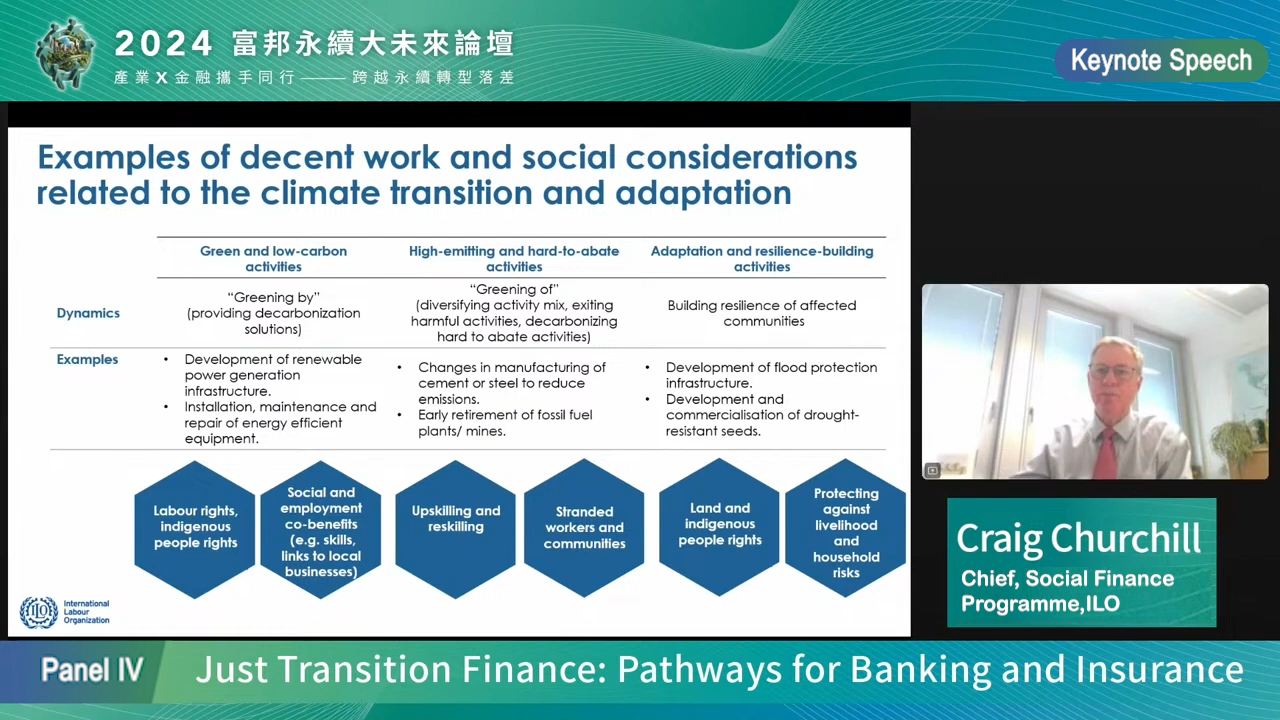 2024 富邦永續大未來論壇
產業X金融攜手同行——跨越永續轉型落差
Keynote Speech
Examples of decent work and social considerations
related to the climate transition and adaptation
Green and low-carbon
activities
High-emitting and hard-to-abate
activities
Adaptation and resilience-building
activities
Dynamics
“Greening by”
(providing decarbonization
solutions)
“Greening of”
(diversifying activity mix, exiting
harmful activities, decarbonizing
hard to abate activities)
Building resilience of affected
communities
Examples
• Development of renewable
power generation
infrastructure.
• Installation, maintenance and
repair of energy efficient
equipment.
• Changes in manufacturing of
cement or steel to reduce
emissions.
• Early retirement of fossil fuel
plants/ mines.
• Development of flood protection
infrastructure.
• Development and
commercialisation of drought-
resistant seeds.
Labour rights,
indigenous
people rights
Social and
employment
co-benefits
(e.g. skills,
links to local
businesses)
Upskilling and
reskilling
Stranded
workers and
communities
Land and
indigenous
people rights
Protecting
against
livelihood
and
household
risks
ILO
International
Labour
Organization
Craig Churchill
Chief, Social Finance
Programme,ILO
Panel IV
Just Transition Finance: Pathways for Banking and Insurance